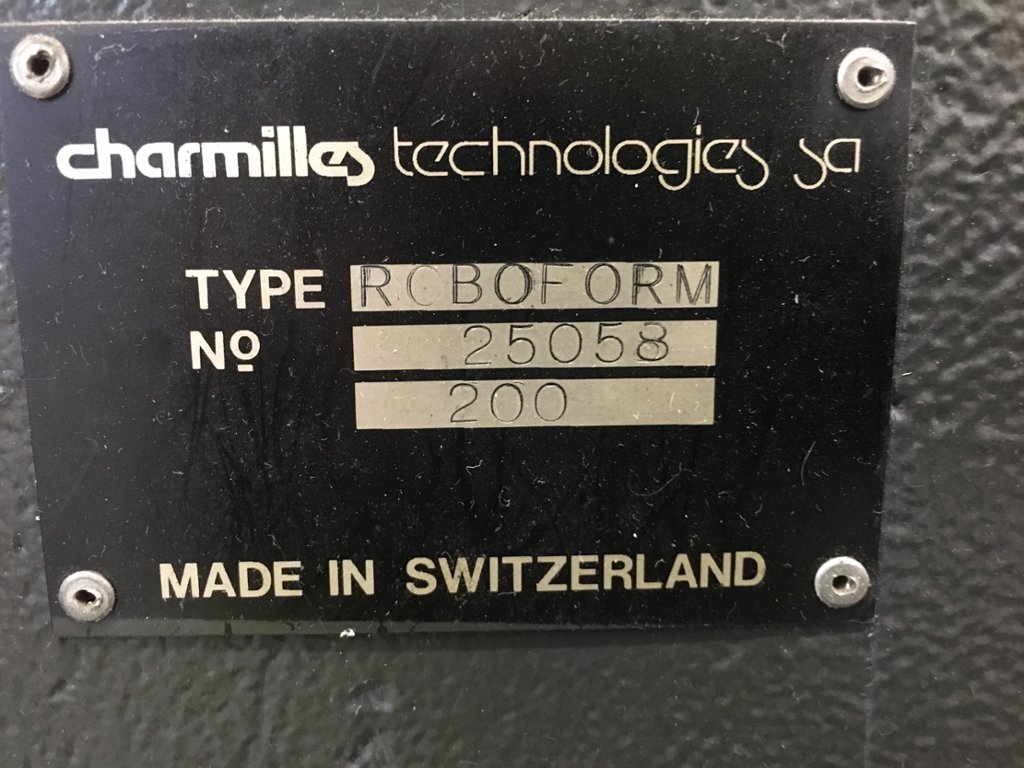 charmilles technologies sa
TYPE ROBOFORM
Nº 25058
200
MADE IN SWITZERLAND